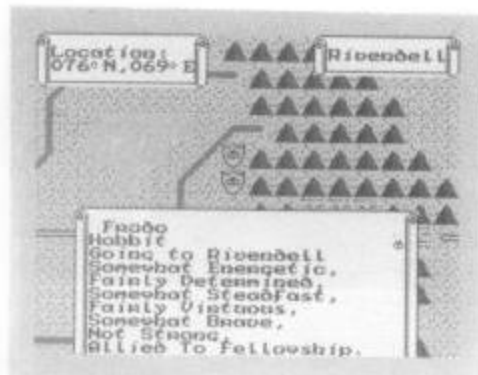 Location:
076° N,069° E
Rivendell
Frodo
Hobbit
Going to Rivendell
Somewhat Energetic,
Fairly Determined,
Somewhat Steadfast,
Fairly Virtuous,
Somewhat Brave,
Not Strong,
Allied To Fellowship.